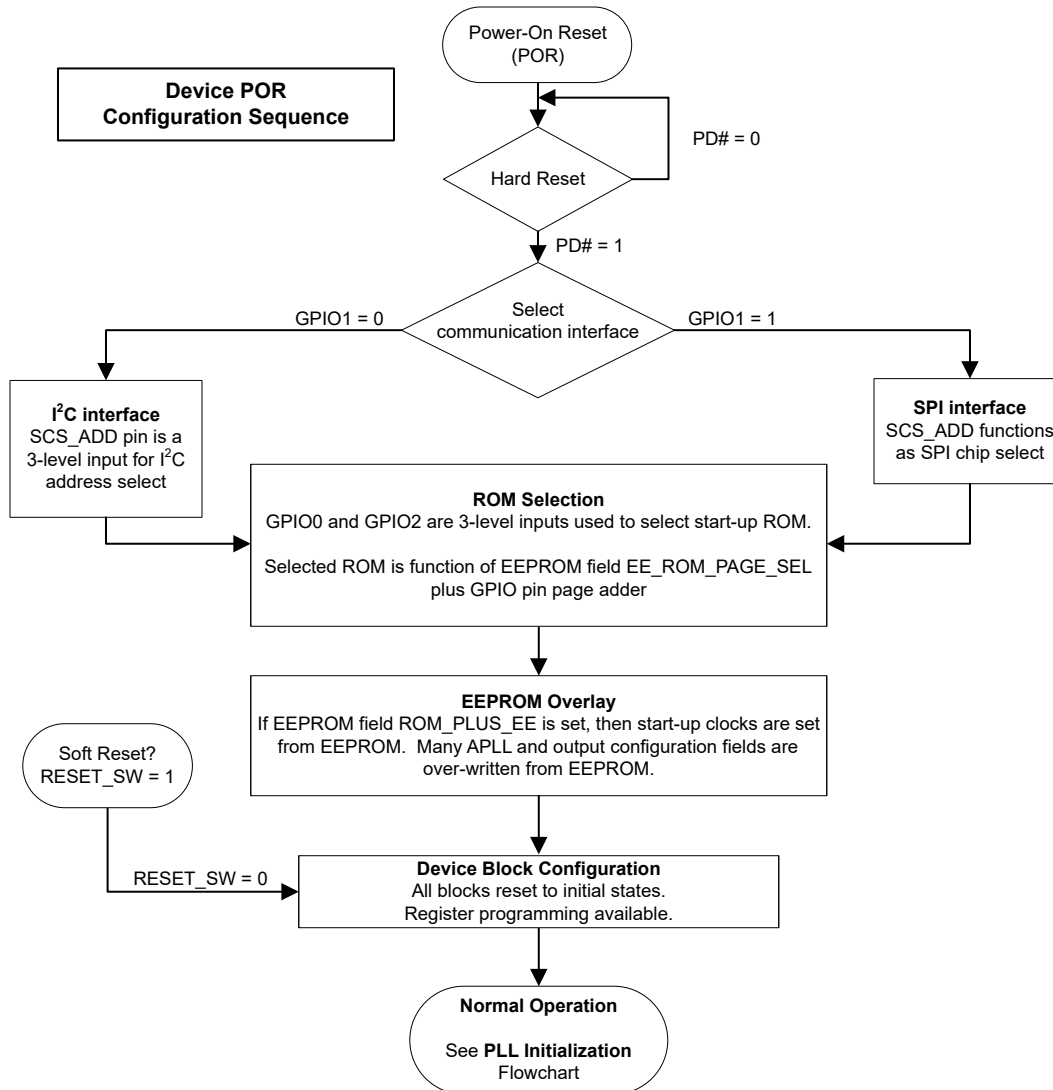 Power-On Reset
(POR)
Device POR
Configuration Sequence
PD# = 0
Hard Reset
PD# = 1
Select
communication interface
GPIO1 = 0
GPIO1 = 1
I²C interface
SCS_ADD pin is a
3-level input for I²C
address select
SPI interface
SCS_ADD functions
as SPI chip select
ROM Selection
GPIO0 and GPIO2 are 3-level inputs used to select start-up ROM.
Selected ROM is function of EEPROM field EE_ROM_PAGE_SEL
plus GPIO pin page adder
EEPROM Overlay
If EEPROM field ROM_PLUS_EE is set, then start-up clocks are set
from EEPROM.  Many APLL and output configuration fields are
over-written from EEPROM.
Soft Reset?
RESET_SW = 1
RESET_SW = 0
Device Block Configuration
All blocks reset to initial states.
Register programming available.
Normal Operation
See PLL Initialization
Flowchart